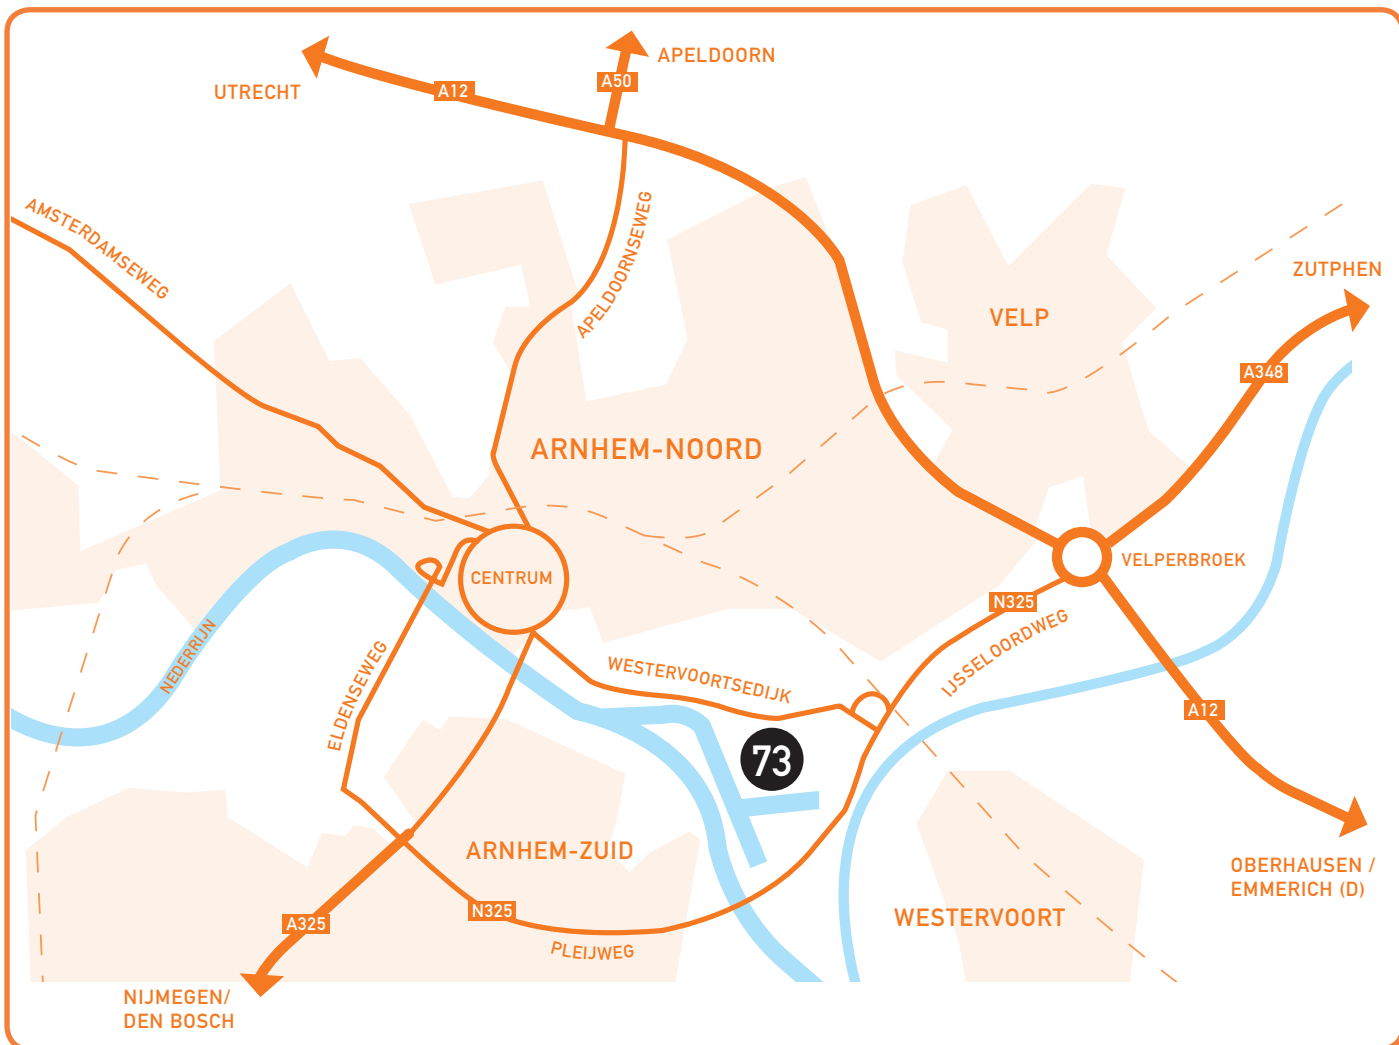 APELDOORN
A50
UTRECHT
A12
AMSTERDAMSEWEG
APELDOORNSEWEG
ZUTPHEN
VELP
A348
ARNHEM-NOORD
VELPERBROEK
CENTRUM
N325
IJSSELOORDWEG
NEDERRIJN
ELDENSEWEG
WESTERVOORTSEDIJK
A12
73
ARNHEM-ZUID
OBERHAUSEN /
EMMERICH (D)
N325
WESTERVOORT
A325
PLEIJWEG
NIJMEGEN/
DEN BOSCH